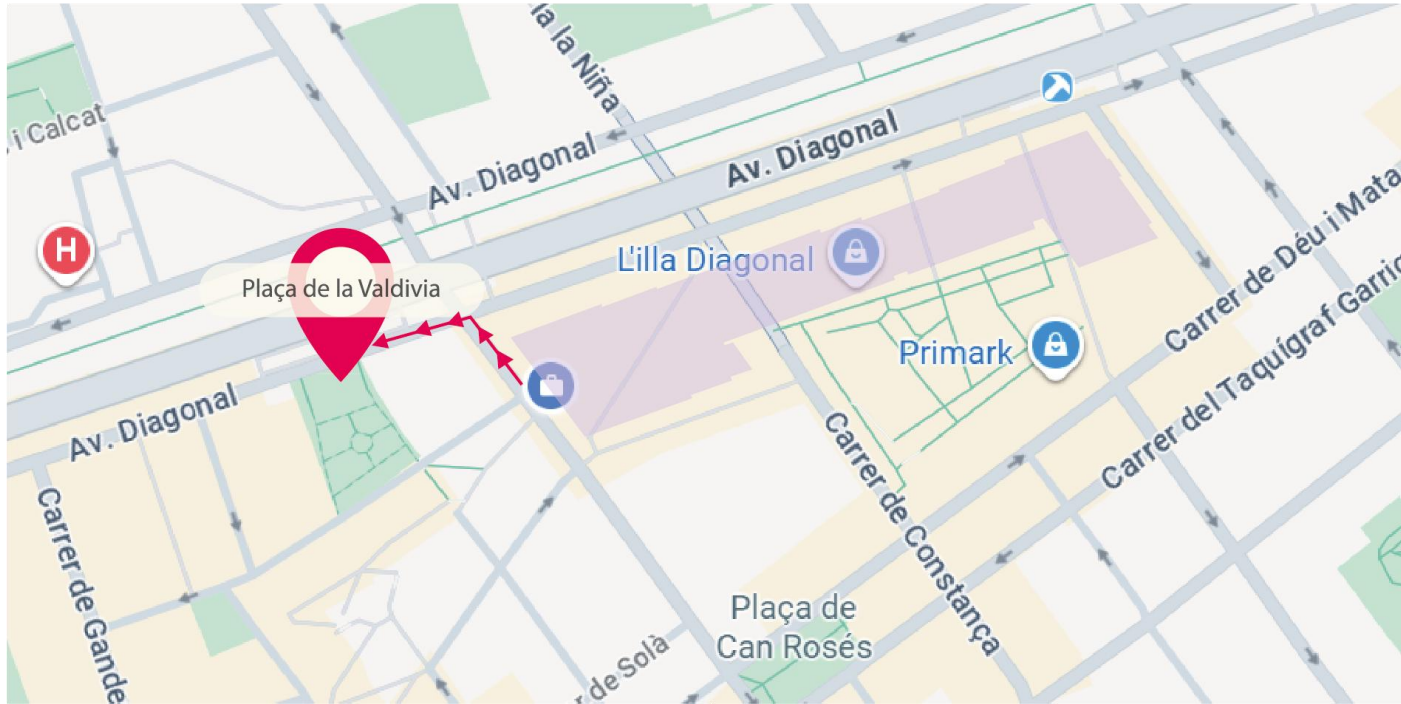 la la Niña
i Calcat
Av. Diagonal
Av. Diagonal
H
L'illa Diagonal
Plaça de la Valdivia
Primark
Av. Diagonal
Carrer de Déu i Mata
Carrer del Taquígraf Garrig
Carrer de Constança
Carrer de Gande
Plaça de
Can Rosés
r de Solà